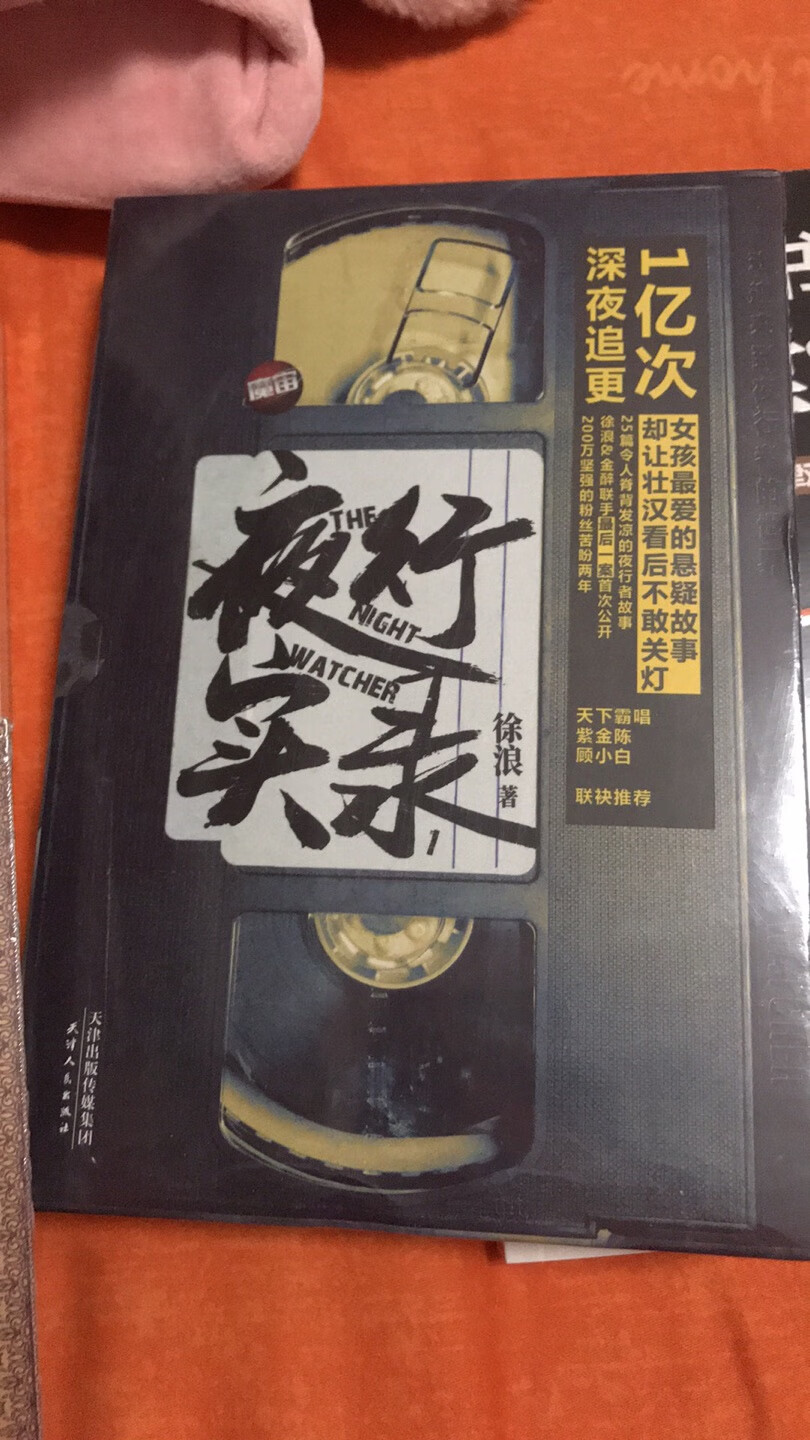 1亿次
深夜追更
女孩最爱的悬疑故事
却让壮汉看后不敢关灯
25篇令人脊背发凉的夜行者故事
徐浪&金醉联手最后一案首次公开
200万坚强的粉丝苦盼两年
天下霸唱
紫金陈
顾小白
联袂推荐
魔宙
夜行
实录
THE
NIGHT
WATCHER
1
徐浪 著
天津出版传媒集团
天津人民出版社
home